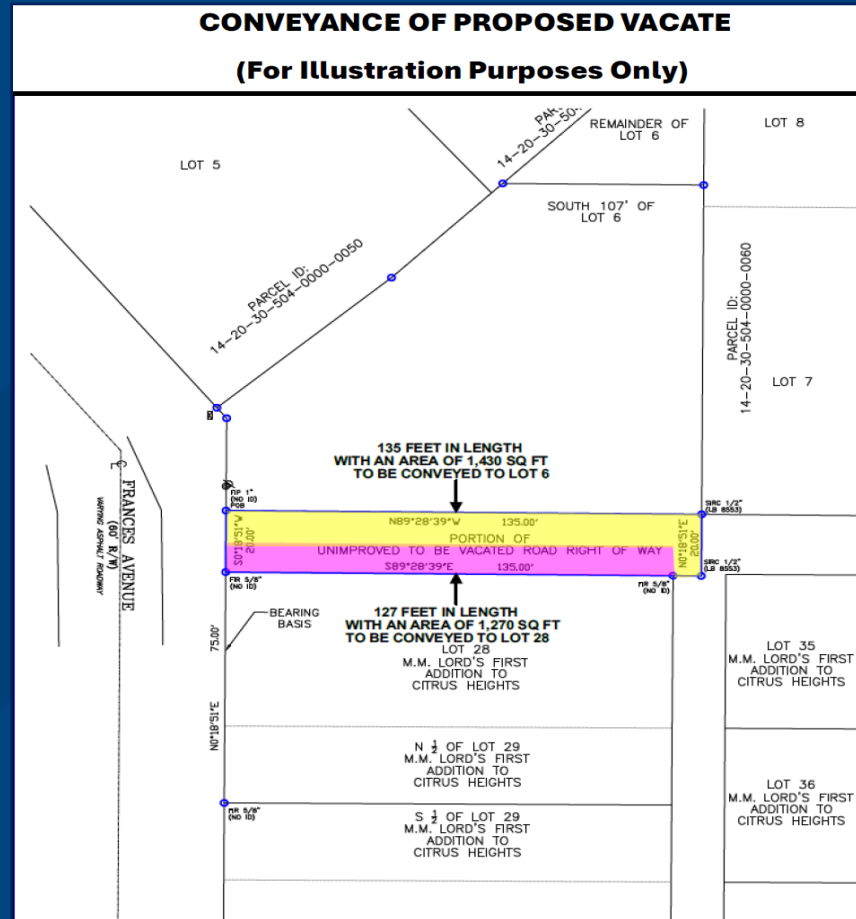 CONVEYANCE OF PROPOSED VACATE
(For Illustration Purposes Only)
LOT 5
14-20-30-50
REMAINDER OF
LOT 6
LOT 8
SOUTH 107' OF
LOT 6
PARCEL ID:
14-20-30-504-0000-0050
PARCEL ID:
14-20-30-504-0000-0060
LOT 7
135 FEET IN LENGTH
WITH AN AREA OF 1,430 SQ FT
TO BE CONVEYED TO LOT 6
FIP 1"
(NO ID)
POB
SIRC 1/2"
(LB 8553)
N89°28'39"W 135.00'
S0°18'51"W
20.00'
PORTION OF
UNIMPROVED TO BE VACATED ROAD RIGHT OF WAY
S89°28'39"E 135.00'
N0°18'51"E
20.00'
SIRC 1/2"
(LB 8553)
FIR 5/8"
(NO ID)
FIR 5/8"
(NO ID)
℄ FRANCES AVENUE
(60' R/W)
VARYING ASPHALT ROADWAY
BEARING
BASIS
127 FEET IN LENGTH
WITH AN AREA OF 1,270 SQ FT
TO BE CONVEYED TO LOT 28
LOT 28
M.M. LORD'S FIRST
ADDITION TO
CITRUS HEIGHTS
75.00'
N0°18'51"E
LOT 35
M.M. LORD'S FIRST
ADDITION TO
CITRUS HEIGHTS
N ½ OF LOT 29
M.M. LORD'S FIRST
ADDITION TO
CITRUS HEIGHTS
LOT 36
M.M. LORD'S FIRST
ADDITION TO
CITRUS HEIGHTS
FIR 5/8"
(NO ID)
S ½ OF LOT 29
M.M. LORD'S FIRST
ADDITION TO
CITRUS HEIGHTS